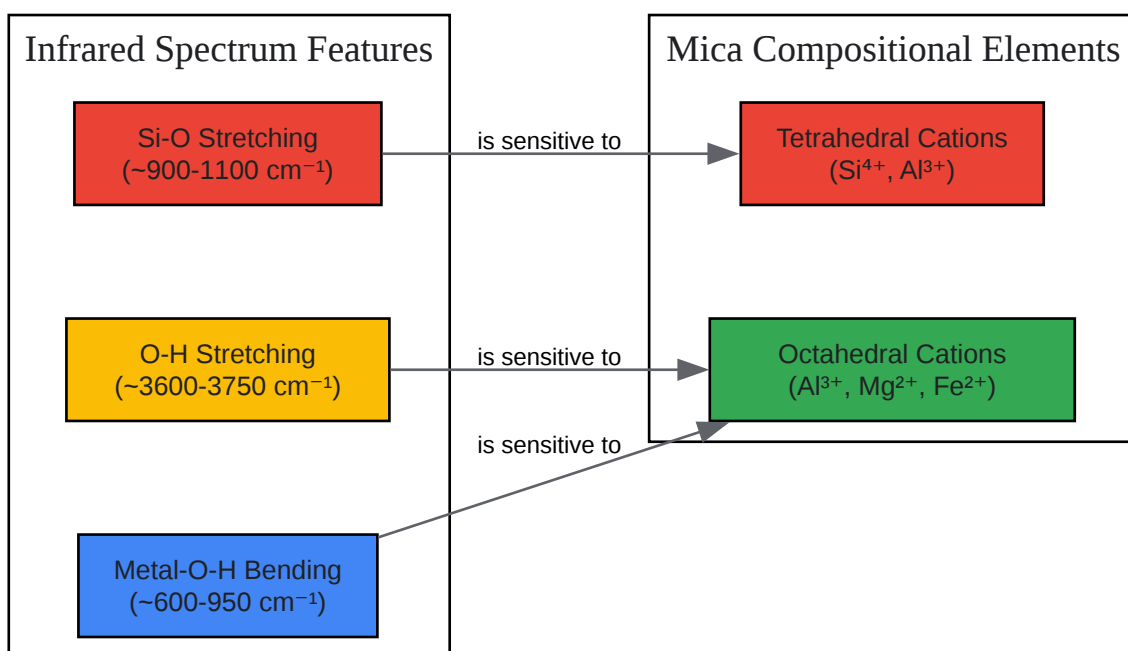 Infrared Spectrum Features
Mica Compositional Elements
Si-O Stretching
(~900-1100 cm⁻¹)
is sensitive to
Tetrahedral Cations
(Si⁴⁺, Al³⁺)
O-H Stretching
(~3600-3750 cm⁻¹)
is sensitive to
Octahedral Cations
(Al³⁺, Mg²⁺, Fe²⁺)
is sensitive to
Metal-O-H Bending
(~600-950 cm⁻¹)